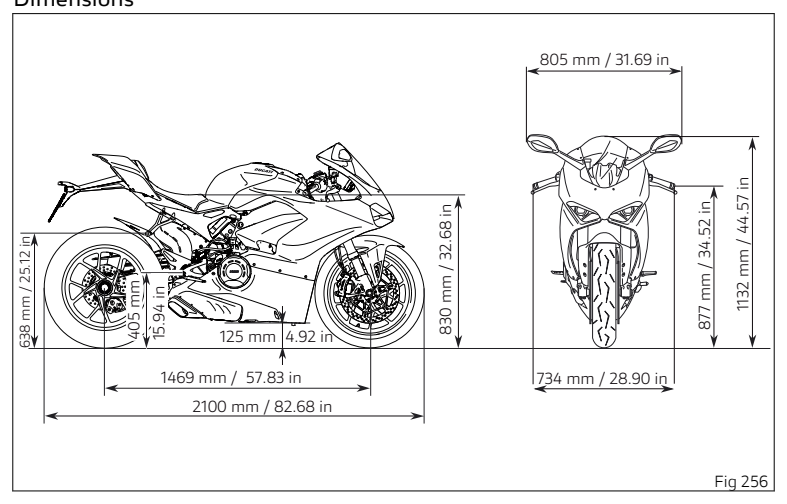 Dimensions
805 mm / 31.69 in
DUCATI
638 mm / 25.12 in
405 mm
15.94 in
125 mm 4.92 in
830 mm / 32.68 in
877 mm / 34.52 in
1132 mm / 44.57 in
1469 mm / 57.83 in
734 mm / 28.90 in
2100 mm / 82.68 in
Fig 256